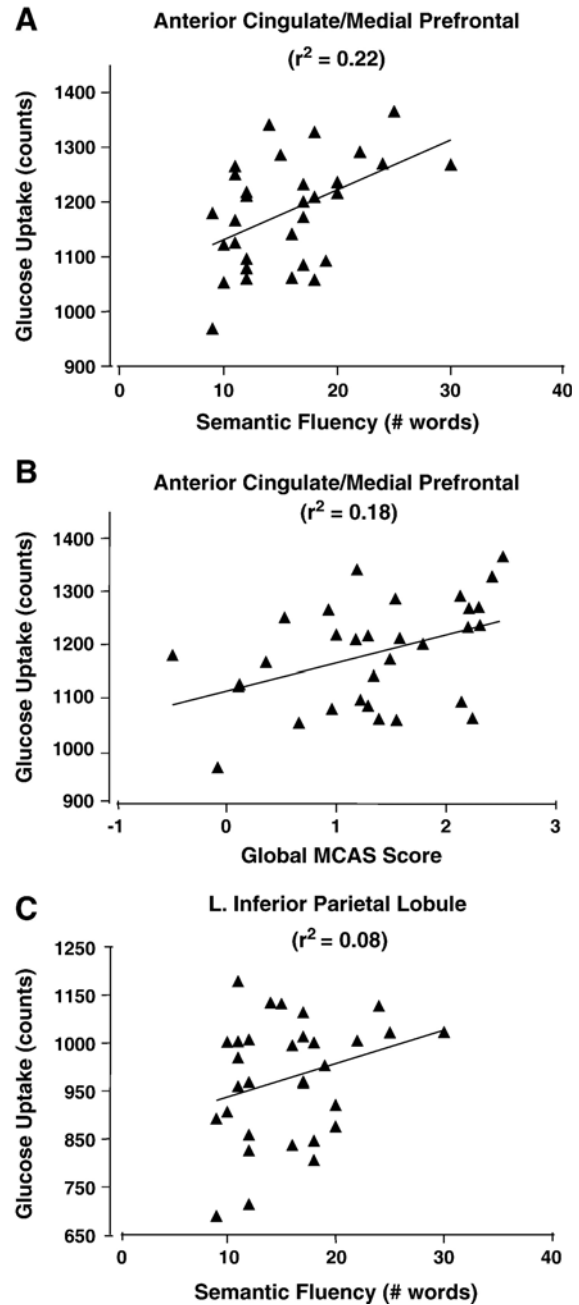 A
Anterior Cingulate/Medial Prefrontal
(r² = 0.22)
Glucose Uptake (counts)
1400
1300
1200
1100
1000
900
0 10 20 30 40
Semantic Fluency (# words)
B
Anterior Cingulate/Medial Prefrontal
(r² = 0.18)
Glucose Uptake (counts)
1400
1300
1200
1100
1000
900
-1 0 1 2 3
Global MCAS Score
C
L. Inferior Parietal Lobule
(r² = 0.08)
Glucose Uptake (counts)
1250
1150
1000
950
850
750
650
0 10 20 30 40
Semantic Fluency (# words)